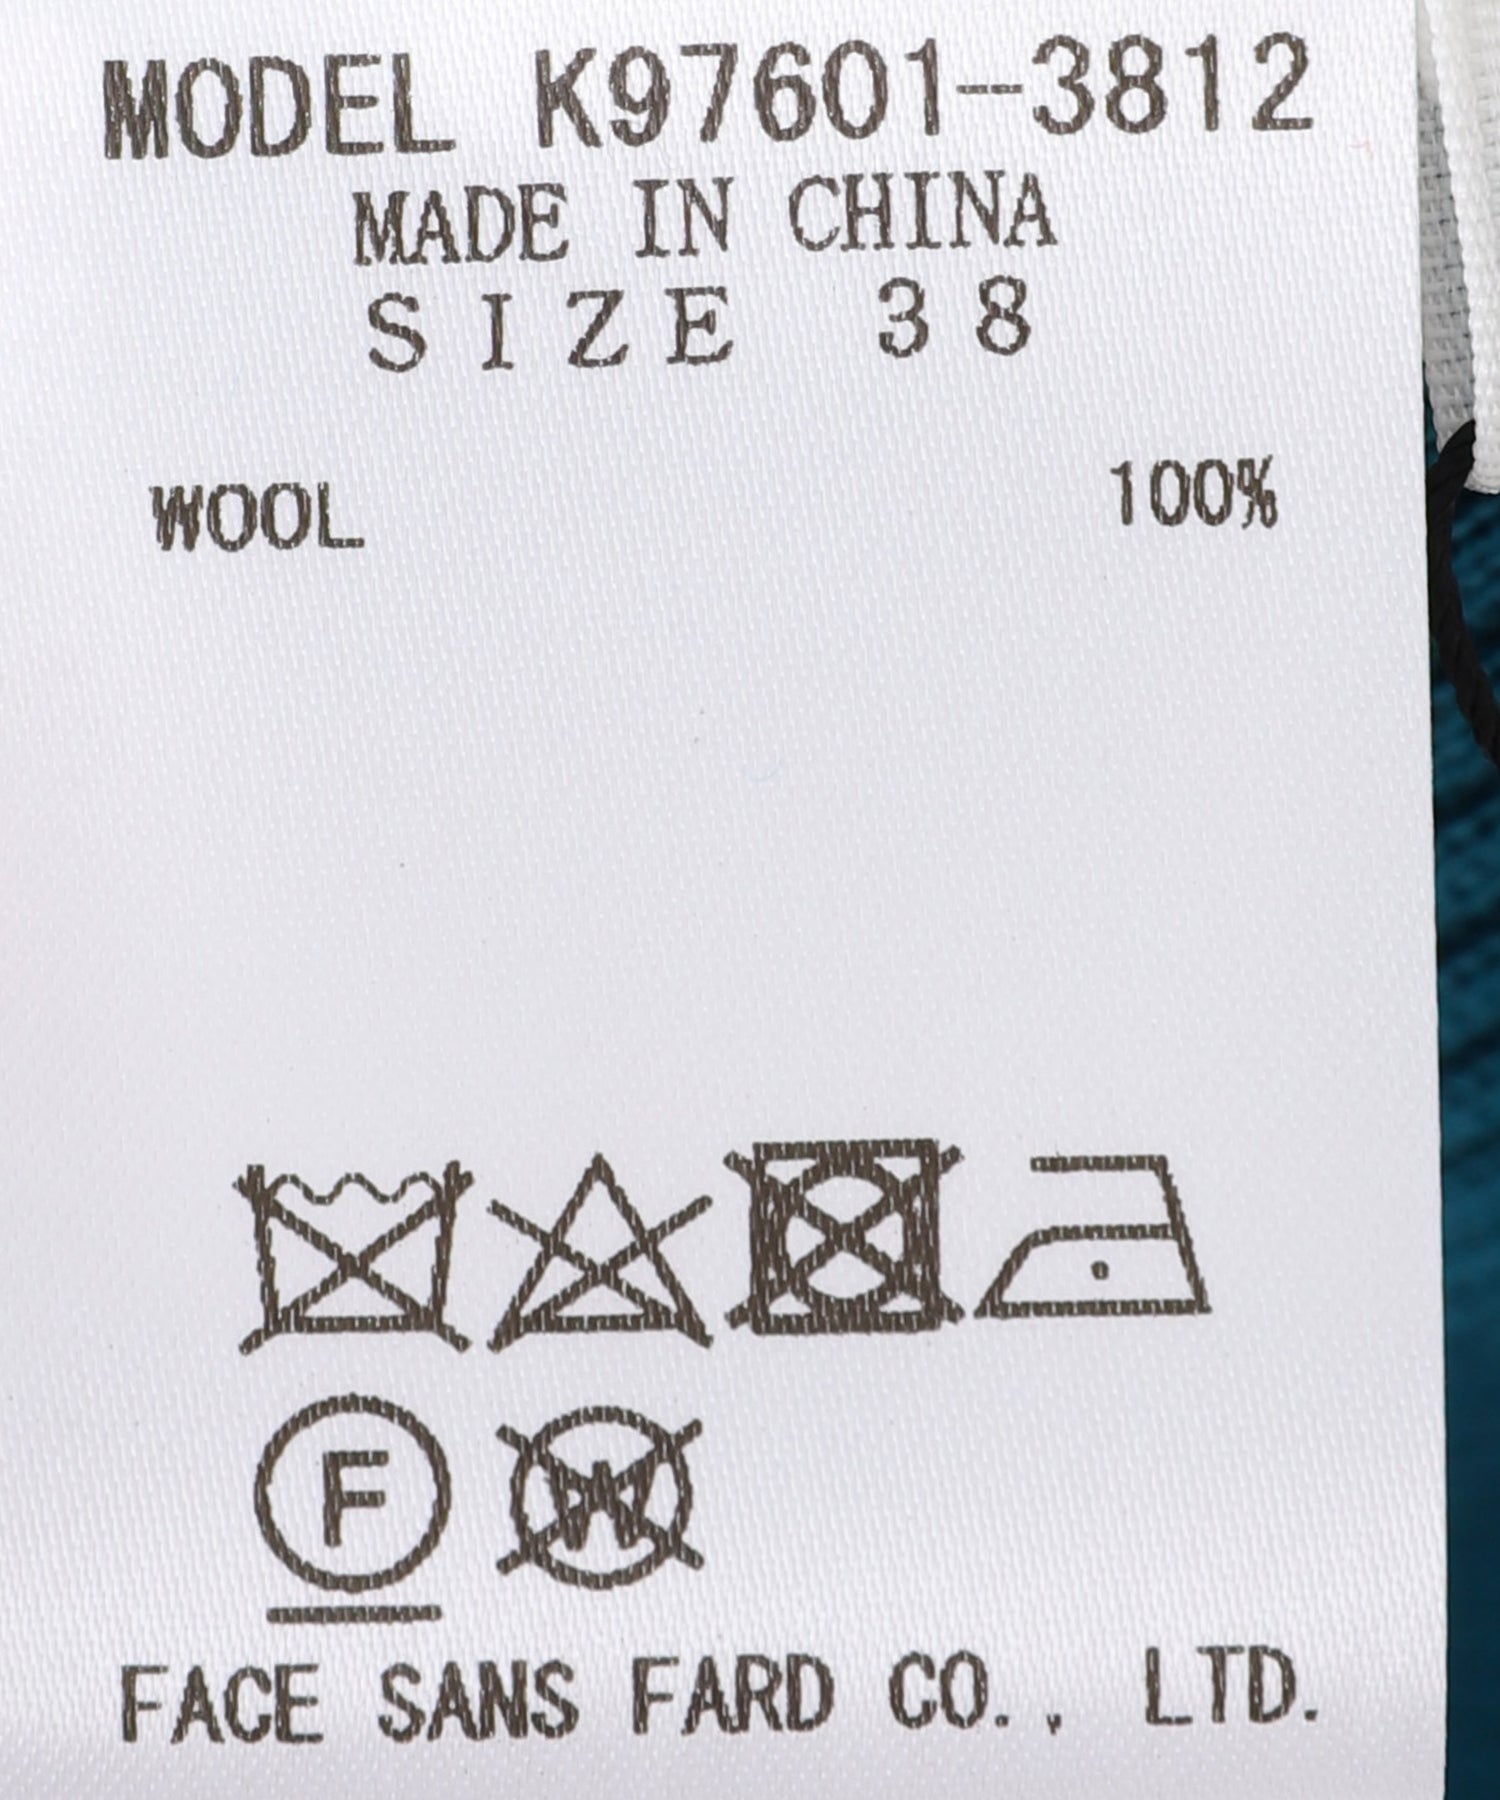 MODEL K97601-3812
MADE IN CHINA
SIZE 38
WOOL 100%
F W
FACE SANS FARD CO., LTD.